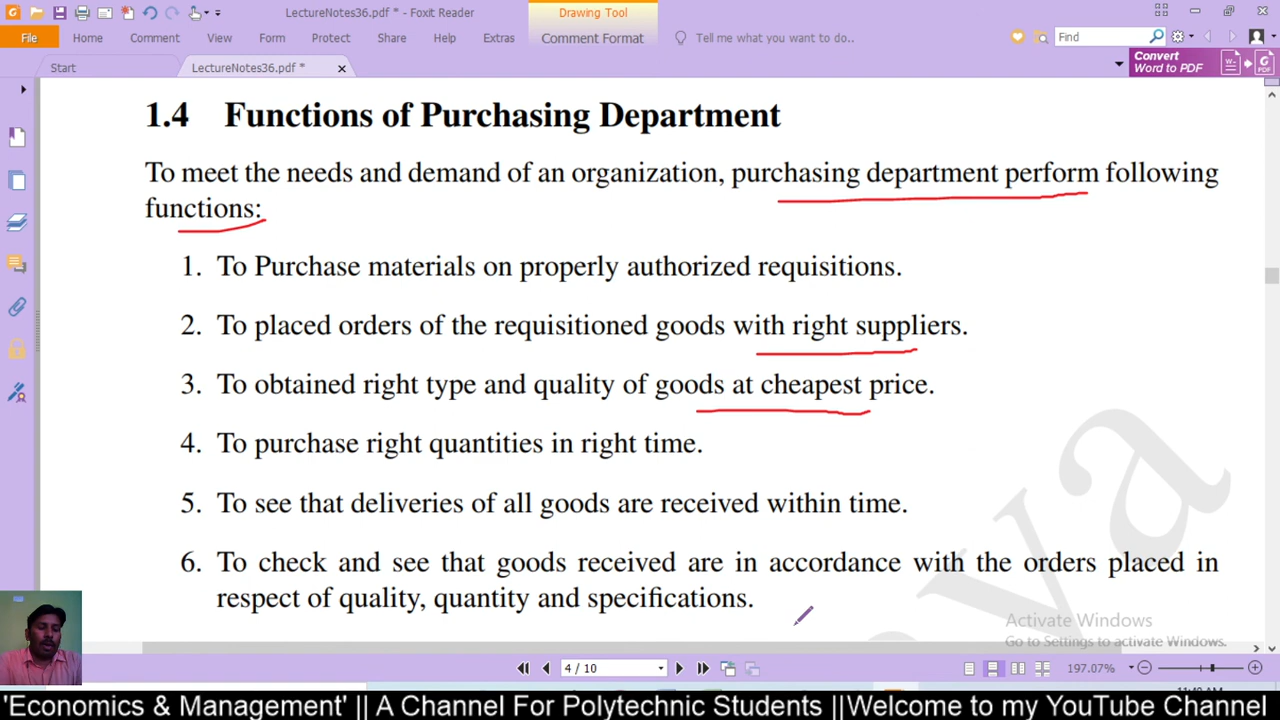 LectureNotes36.pdf * - Foxit Reader
Drawing Tool
File Home Comment View Form Protect Share Help Extras Comment Format Tell me what you want to do.. Find
Start LectureNotes36.pdf * Convert Word to PDF
1.4 Functions of Purchasing Department
To meet the needs and demand of an organization, purchasing department perform following
functions:
1. To Purchase materials on properly authorized requisitions.
2. To placed orders of the requisitioned goods with right suppliers.
3. To obtained right type and quality of goods at cheapest price.
4. To purchase right quantities in right time.
5. To see that deliveries of all goods are received within time.
6. To check and see that goods received are in accordance with the orders placed in
respect of quality, quantity and specifications.
Activate Windows
Go to Settings to activate Windows.
4 / 10 197.07%
'Economics & Management' || A Channel For Polytechnic Students ||Welcome to my YouTube Channel